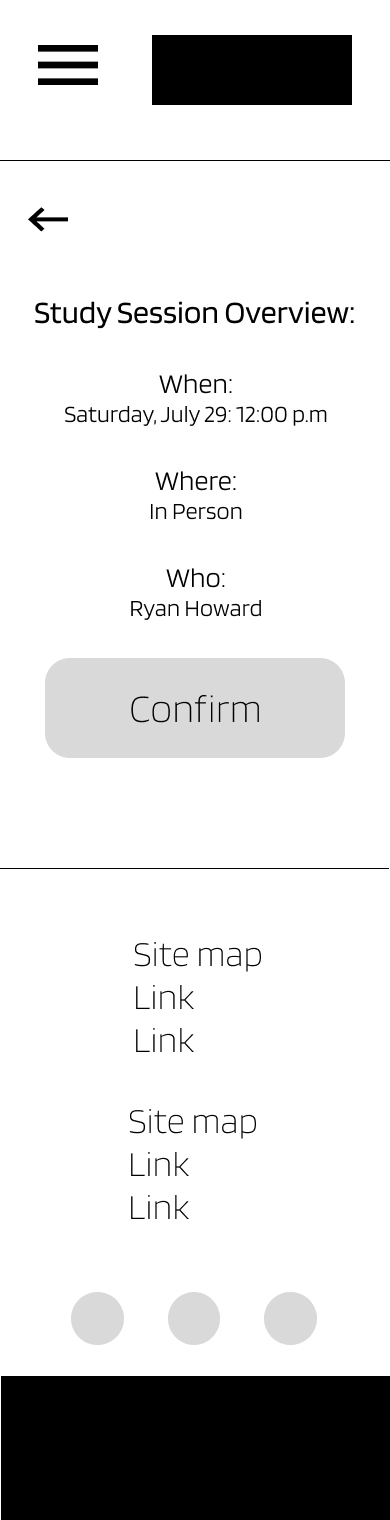 Study Session Overview:
When:
Saturday, July 29: 12:00 p.m
Where:
In Person
Who:
Ryan Howard
Confirm
Site map
Link
Link
Site map
Link
Link